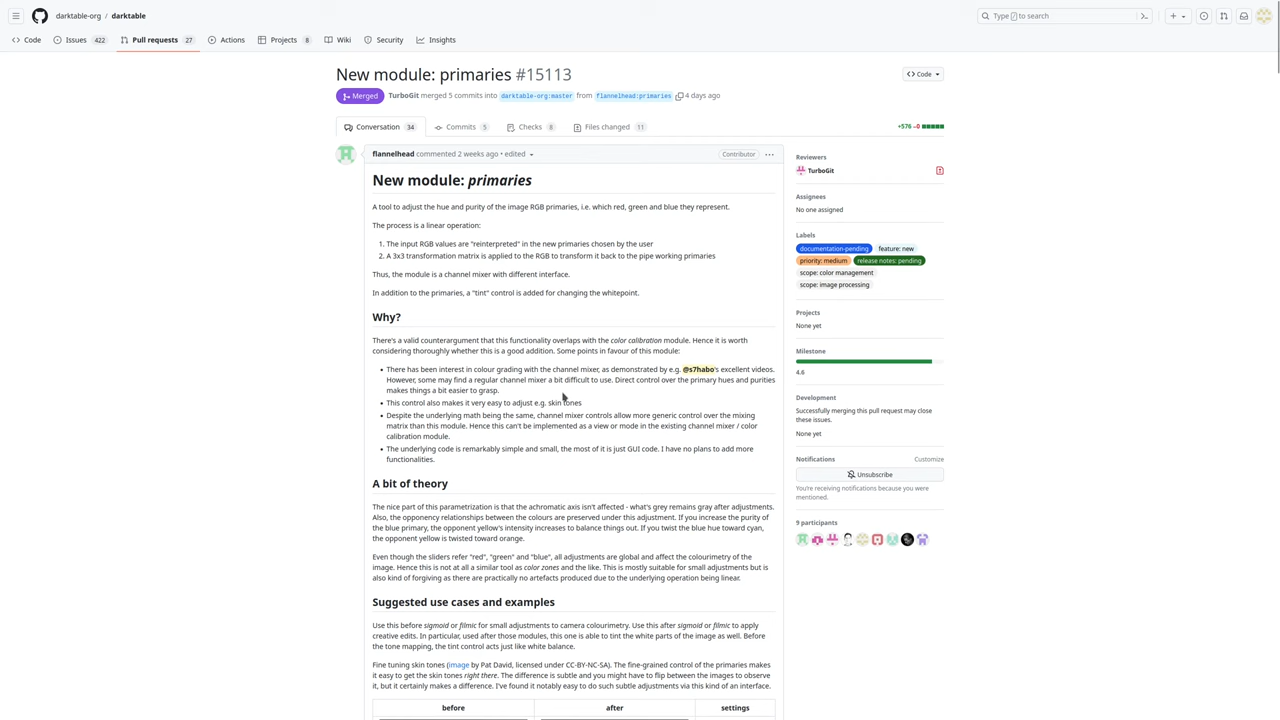 darktable-org / darktable
Type / to search
Code
Issues 422
Pull requests 27
Actions
Projects 8
Wiki
Security
Insights
New module: primaries #15113
Code
Merged TurboGit merged 5 commits into darktable-org:master from flannelhead:primaries 4 days ago
Conversation 34
Commits 5
Checks 8
Files changed 11
+576 −0
flannelhead commented 2 weeks ago • edited
Contributor
New module: primaries
A tool to adjust the hue and purity of the image RGB primaries, i.e. which red, green and blue they represent.
The process is a linear operation:
1. The input RGB values are "reinterpreted" in the new primaries chosen by the user
2. A 3x3 transformation matrix is applied to the RGB to transform it back to the pipe working primaries
Thus, the module is a channel mixer with different interface.
In addition to the primaries, a "tint" control is added for changing the whitepoint.
Why?
There's a valid counterargument that this functionality overlaps with the color calibration module. Hence it is worth
considering thoroughly whether this is a good addition. Some points in favour of this module:
• There has been interest in colour grading with the channel mixer, as demonstrated by e.g. @s7habo's excellent videos.
However, some may find a regular channel mixer a bit difficult to use. Direct control over the primary hues and purities
makes things a bit easier to grasp.
• This control also makes it very easy to adjust e.g. skin tones
• Despite the underlying math being the same, channel mixer controls allow more generic control over the mixing
matrix than this module. Hence this can't be implemented as a view or mode in the existing channel mixer / color
calibration module.
• The underlying code is remarkably simple and small, the most of it is just GUI code. I have no plans to add more
functionalities.
A bit of theory
The nice part of this parametrization is that the achromatic axis isn't affected - what's grey remains gray after adjustments.
Also, the opponency relationships between the colours are preserved under this adjustment. If you increase the purity of
the blue primary, the opponent yellow's intensity increases to balance things out. If you twist the blue hue toward cyan,
the opponent yellow is twisted toward orange.
Even though the sliders refer "red", "green" and "blue", all adjustments are global and affect the colourimetry of the
image. Hence this is not at all a similar tool as color zones and the like. This is mostly suitable for small adjustments but is
also kind of forgiving as there are practically no artefacts produced due to the underlying operation being linear.
Suggested use cases and examples
Use this before sigmoid or filmic for small adjustments to camera colourimetry. Use this after sigmoid or filmic to apply
creative edits. In particular, used after those modules, this one is able to tint the white parts of the image as well. Before
the tone mapping, the tint control acts just like white balance.
Fine tuning skin tones (image by Pat David, licensed under CC-BY-NC-SA). The fine-grained control of the primaries makes
it easy to get the skin tones right there. The difference is subtle and you might have to flip between the images to observe
it, but it certainly makes a difference. I've found it notably easy to do such subtle adjustments via this kind of an interface.
before after settings
Reviewers
TurboGit
Assignees
No one assigned
Labels
documentation-pending feature: new
priority: medium release notes: pending
scope: color management
scope: image processing
Projects
None yet
Milestone
4.6
Development
Successfully merging this pull request may close
these issues.
None yet
Notifications Customize
Unsubscribe
You're receiving notifications because you were
mentioned.
9 participants